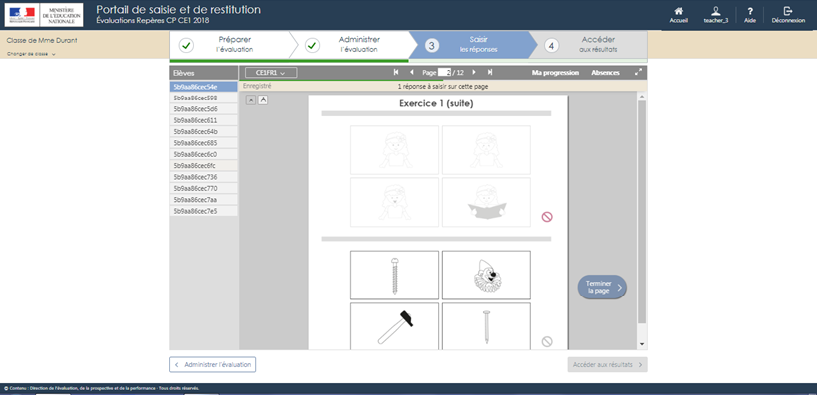 MINISTÈRE
DE L'ÉDUCATION
NATIONALE
Portail de saisie et de restitution
Évaluations Repères CP CE1 2018
Accueil
teacher_3
?
Aide
Déconnexion
Classe de Mme Durant
Changer de classe
Préparer
l'évaluation
Administrer
l'évaluation
3
Saisir
les réponses
4
Accéder
aux résultats
Elèves
CE1FR1
Page 2 / 12
Ma progression
Absences
Enregistré
1 réponse à saisir sur cette page
5b9aa86cec54e
5b9aa86cec598
5b9aa86cec5d6
5b9aa86cec611
5b9aa86cec64b
5b9aa86cec685
5b9aa86cec6c0
5b9aa86cec6fc
5b9aa86cec736
5b9aa86cec770
5b9aa86cec7aa
5b9aa86cec7e5
A
A
Exercice 1 (suite)
Terminer
la page
Administrer l'évaluation
Accéder aux résultats
© Contenu : Direction de l'évaluation, de la prospective et de la performance - Tous droits réservés.